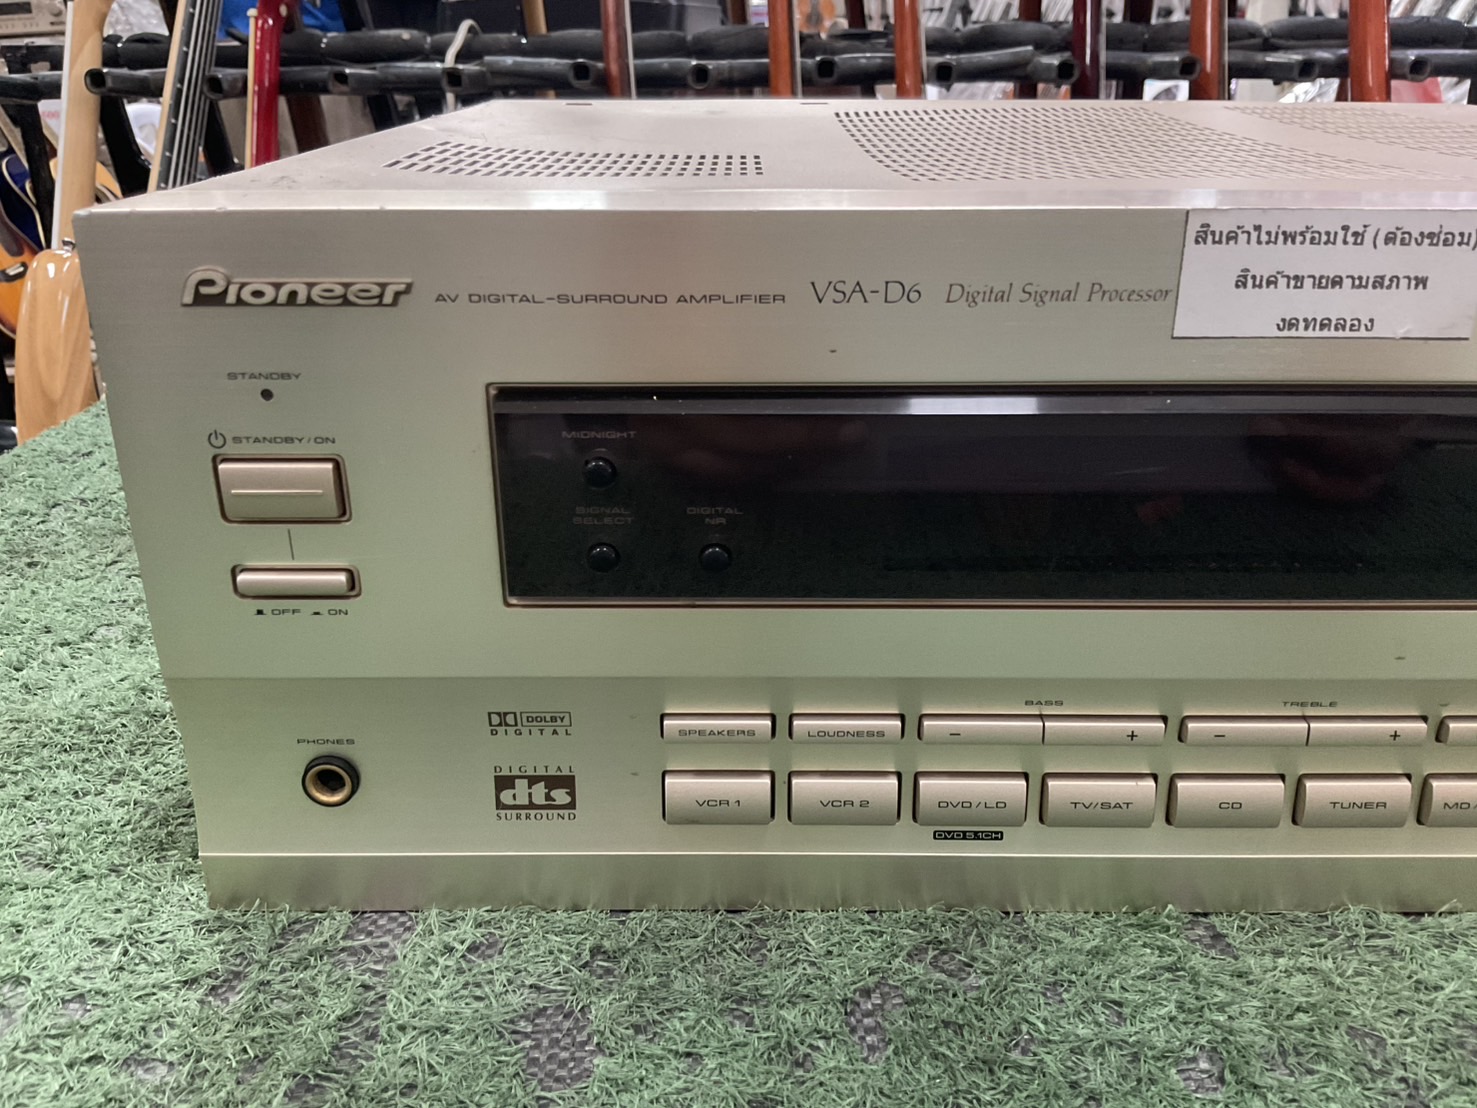 Pioneer AV DIGITAL-SURROUND AMPLIFIER VSA-D6 Digital Signal Processor
สินค้าไม่พร้อมใช้ (ต้องซ่อม)
สินค้าขายตามสภาพ
งดทดลอง
STANDBY
STANDBY/ON
OFF ON
MIDNIGHT
SIGNAL SELECT
DIGITAL NR
PHONES
DOLBY
DIGITAL
DIGITAL
dts
SURROUND
BASS TREBLE
SPEAKERS LOUDNESS - + - +
VCR 1 VCR 2 DVD/LD TV/SAT CD TUNER MD
DVD 5.1CH